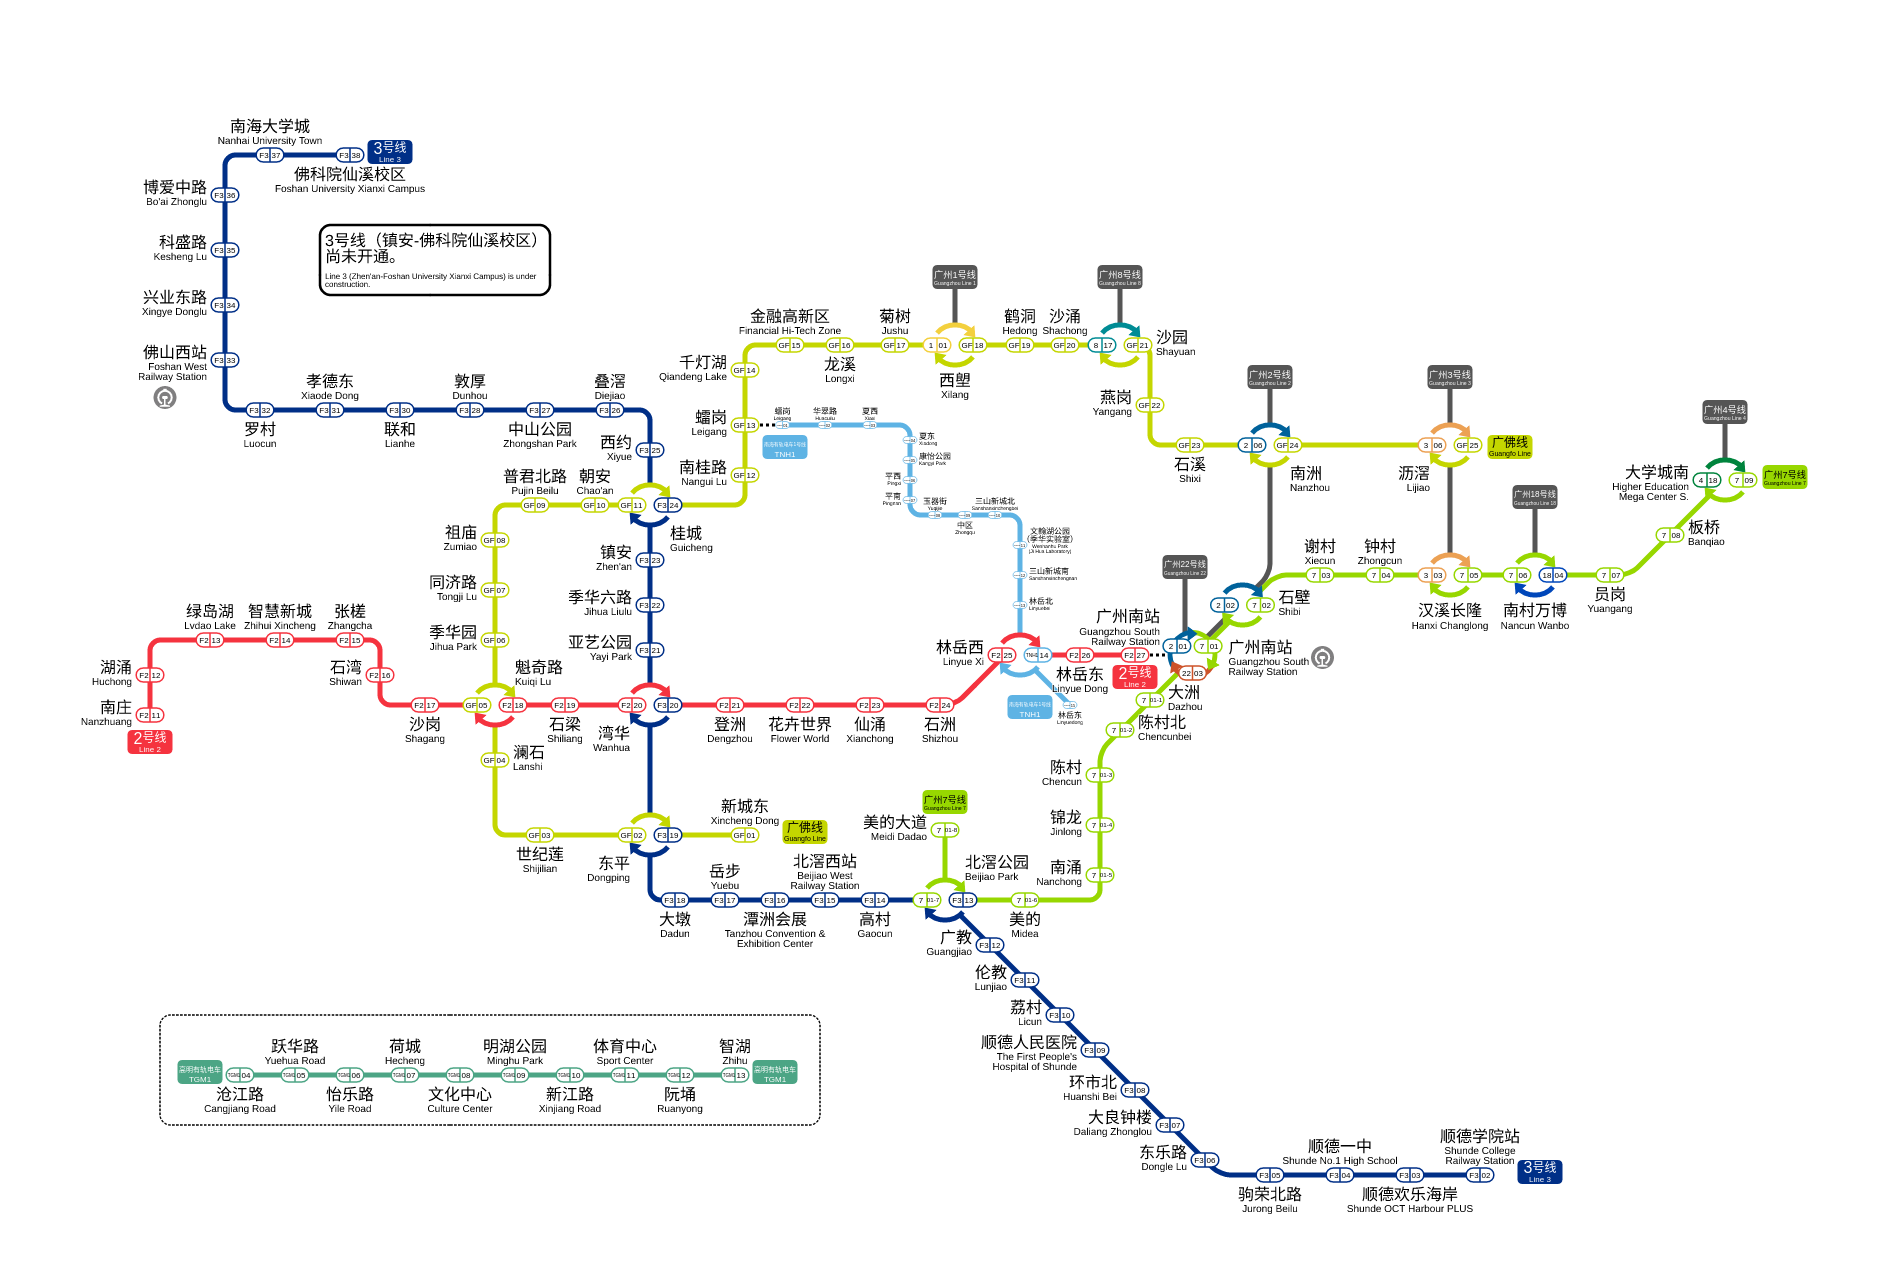 南海大学城
Nanhai University Town
F3 37
F3 38
3号线
Line 3
佛科院仙溪校区
Foshan University Xianxi Campus
博爱中路
Bo'ai Zhonglu
F3 36
科盛路
Kesheng Lu
F3 35
兴业东路
Xingye Donglu
F3 34
佛山西站
Foshan West
Railway Station
F3 33
3号线（镇安-佛科院仙溪校区）
尚未开通。
Line 3 (Zhen'an-Foshan University Xianxi Campus) is under
construction.
F3 32
罗村
Luocun
孝德东
Xiaode Dong
F3 31
F3 30
联和
Lianhe
敦厚
Dunhou
F3 28
F3 27
中山公园
Zhongshan Park
叠滘
Diejiao
F3 26
西约
Xiyue
F3 25
普君北路
Pujin Beilu
GF 09
朝安
Chao'an
GF 10
GF 11
F3 24
桂城
Guicheng
南桂路
Nangui Lu
GF 12
𧒽岗
Leigang
GF 13
千灯湖
Qiandeng Lake
GF 14
金融高新区
Financial Hi-Tech Zone
GF 15
GF 16
龙溪
Longxi
菊树
Jushu
GF 17
广州1号线
Guangzhou Line 1
1 01
GF 18
西塱
Xilang
鹤洞
Hedong
GF 19
沙涌
Shachong
GF 20
广州8号线
Guangzhou Line 8
8 17
GF 21
沙园
Shayuan
燕岗
Yangang
GF 22
GF 23
石溪
Shixi
广州2号线
Guangzhou Line 2
2 06
GF 24
南洲
Nanzhou
广州3号线
Guangzhou Line 3
3 06
GF 25
沥滘
Lijiao
广佛线
Guangfo Line
广州4号线
Guangzhou Line 4
大学城南
Higher Education
Mega Center S.
4 18
7 09
广州7号线
Guangzhou Line 7
7 08
板桥
Banqiao
广州18号线
Guangzhou Line 18
7 07
员岗
Yuangang
7 06
18 04
南村万博
Nancun Wanbo
3 03
7 05
汉溪长隆
Hanxi Changlong
钟村
Zhongcun
7 04
谢村
Xiecun
7 03
2 02
7 02
石壁
Shibi
广州22号线
Guangzhou Line 22
广州南站
Guangzhou South
Railway Station
2 01
7 01
22 03
广州南站
Guangzhou South
Railway Station
𧒽岗
Leigang
华翠路
Huacuilu
夏西
Xiaxi
TNH1
夏东
Xiadong
康怡公园
Kangyi Park
平西
Pingxi
平南
Pingnan
玉器街
Yuqijie
中区
Zhongqu
三山新城北
Sanshanxinchengbei
文翰湖公园
（季华实验室）
Wenhanhu Park
(Ji Hua Laboratory)
三山新城南
Sanshanxinchengnan
林岳北
Linyuebei
林岳西
Linyue Xi
F2 25
TNH1 14
F2 26
林岳东
Linyue Dong
F2 27
2号线
Line 2
TNH1
林岳东
Linyuedong
大洲
Dazhou
7 01-1
陈村北
Chencunbei
7 01-2
陈村
Chencun
7 01-3
锦龙
Jinlong
7 01-4
南涌
Nanchong
7 01-5
祖庙
Zumiao
GF 08
同济路
Tongji Lu
GF 07
季华园
Jihua Park
GF 06
镇安
Zhen'an
F3 23
季华六路
Jihua Liulu
F3 22
亚艺公园
Yayi Park
F3 21
绿岛湖
Lvdao Lake
F2 13
智慧新城
Zhihui Xincheng
F2 14
张槎
Zhangcha
F2 15
湖涌
Huchong
F2 12
南庄
Nanzhuang
F2 11
2号线
Line 2
石湾
Shiwan
F2 16
F2 17
沙岗
Shagang
魁奇路
Kuiqi Lu
GF 05
F2 18
F2 19
石梁
Shiliang
F2 20
F3 20
湾华
Wanhua
F2 21
登洲
Dengzhou
F2 22
花卉世界
Flower World
F2 23
仙涌
Xianchong
F2 24
石洲
Shizhou
GF 04
澜石
Lanshi
GF 03
世纪莲
Shijilian
GF 02
F3 19
东平
Dongping
新城东
Xincheng Dong
GF 01
广佛线
Guangfo Line
F3 18
大墩
Dadun
岳步
Yuebu
F3 17
F3 16
潭洲会展
Tanzhou Convention &
Exhibition Center
北滘西站
Beijiao West
Railway Station
F3 15
F3 14
高村
Gaocun
广州7号线
Guangzhou Line 7
美的大道
Meidi Dadao
7 01-8
北滘公园
Beijiao Park
7 01-7
F3 13
7 01-6
美的
Midea
广教
Guangjiao
F3 12
伦教
Lunjiao
F3 11
荔村
Licun
F3 10
顺德人民医院
The First People's
Hospital of Shunde
F3 09
环市北
Huanshi Bei
F3 08
大良钟楼
Daliang Zhonglou
F3 07
东乐路
Dongle Lu
F3 06
F3 05
驹荣北路
Jurong Beilu
顺德一中
Shunde No.1 High School
F3 04
F3 03
顺德欢乐海岸
Shunde OCT Harbour PLUS
顺德学院站
Shunde College
Railway Station
F3 02
3号线
Line 3
高明有轨电车
TGM1
TGM1 04
沧江路
Cangjiang Road
跃华路
Yuehua Road
TGM1 05
TGM1 06
怡乐路
Yile Road
荷城
Hecheng
TGM1 07
TGM1 08
文化中心
Culture Center
明湖公园
Minghu Park
TGM1 09
TGM1 10
新江路
Xinjiang Road
体育中心
Sport Center
TGM1 11
TGM1 12
阮埇
Ruanyong
智湖
Zhihu
TGM1 13
高明有轨电车
TGM1